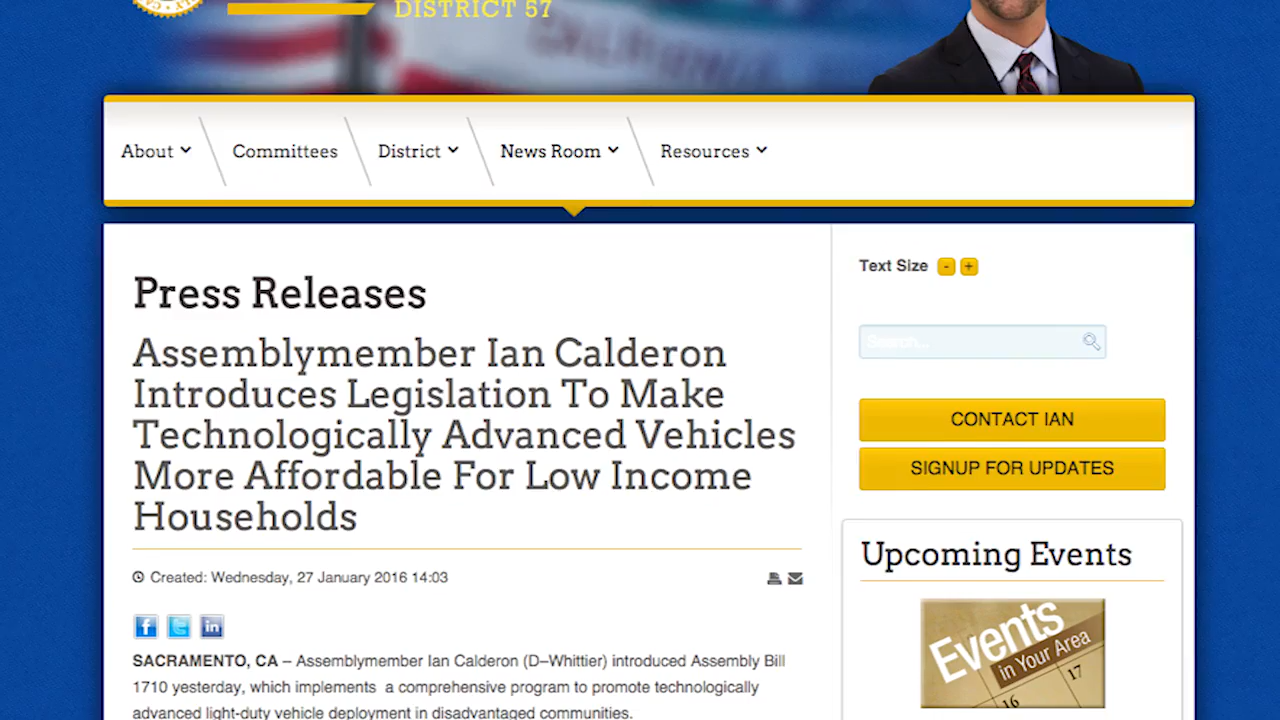 DISTRICT 57
About
Committees
District
News Room
Resources
Press Releases
Assemblymember Ian Calderon
Introduces Legislation To Make
Technologically Advanced Vehicles
More Affordable For Low Income
Households
Created: Wednesday, 27 January 2016 14:03
SACRAMENTO, CA – Assemblymember Ian Calderon (D–Whittier) introduced Assembly Bill
1710 yesterday, which implements a comprehensive program to promote technologically
advanced light-duty vehicle deployment in disadvantaged communities.
Text Size - +
Search...
CONTACT IAN
SIGNUP FOR UPDATES
Upcoming Events
Events
in Your Area
16 17